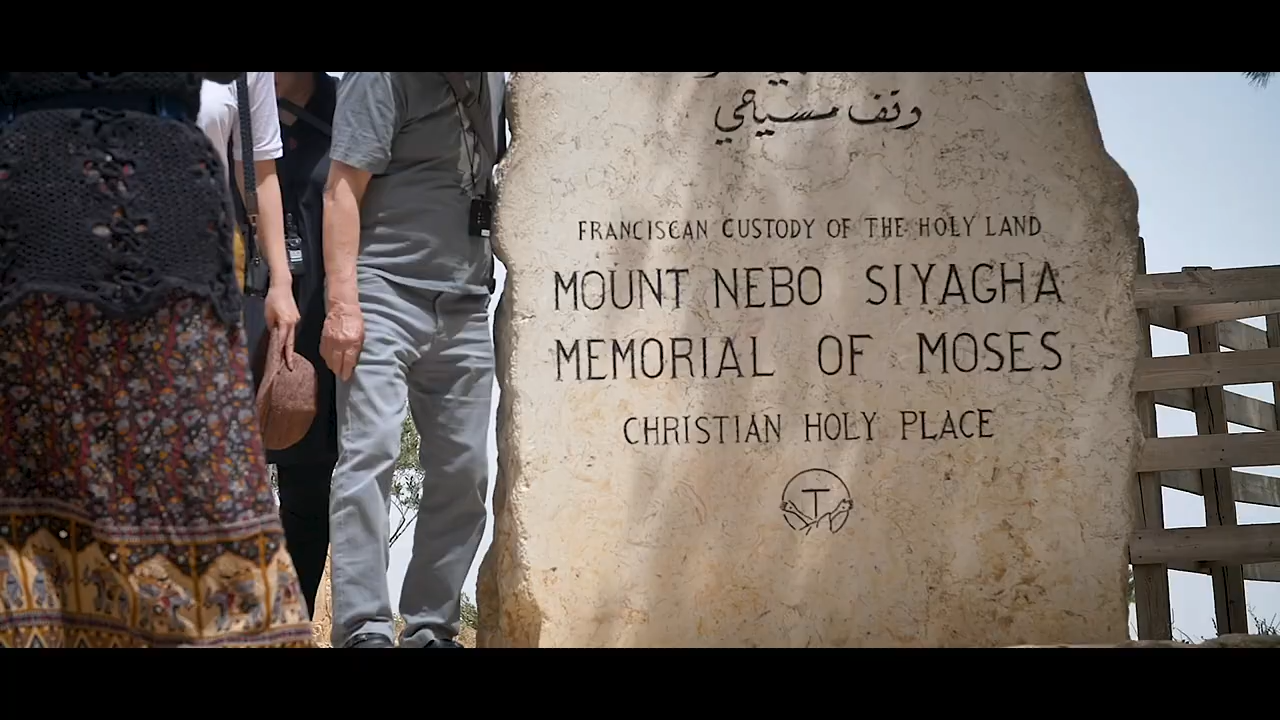 وقف مسيحي
FRANCISCAN CUSTODY OF THE HOLY LAND
MOUNT NEBO SIYAGHA
MEMORIAL OF MOSES
CHRISTIAN HOLY PLACE